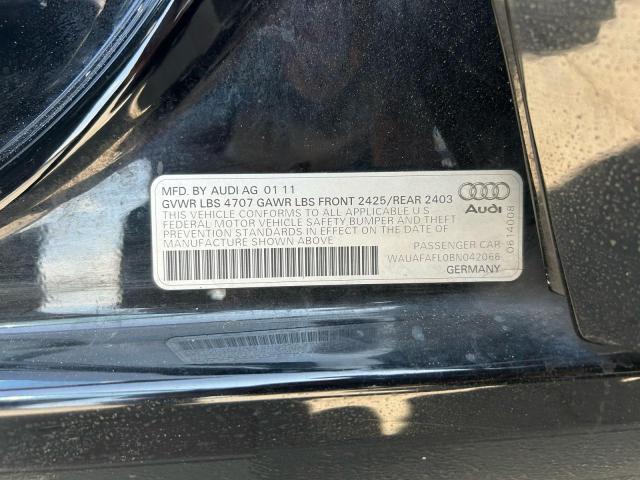 MFD. BY AUDI AG 01 11
GVWR LBS 4707 GAWR LBS FRONT 2425/REAR 2403
THIS VEHICLE CONFORMS TO ALL APPLICABLE U S
FEDERAL MOTOR VEHICLE SAFETY BUMPER AND THEFT
PREVENTION STANDARDS IN EFFECT ON THE DATE OF
MANUFACTURE SHOWN ABOVE
Audi
0614008
PASSENGER CAR
WAUAFAFL0BN042066
GERMANY